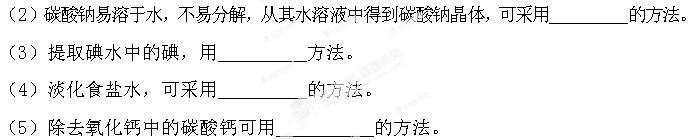 （2）碳酸钠易溶于水，不易分解，从其水溶液中得到碳酸钠晶体，可采用_________的方法。
（3）提取碘水中的碘，用_________方法。
（4）淡化食盐水，可采用_________的方法。
（5）除去氧化钙中的碳酸钙可用__________的方法。